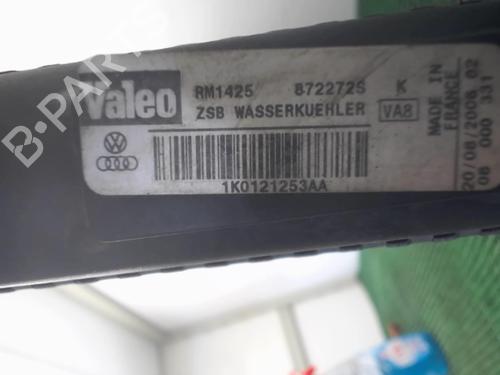 Valeo
RM1425 872272S K
ZSB WASSERKUEHLER VA8
1K0121253AA
MADE IN
FRANCE
20/08/2008 02
08 000 331
B-PARTS